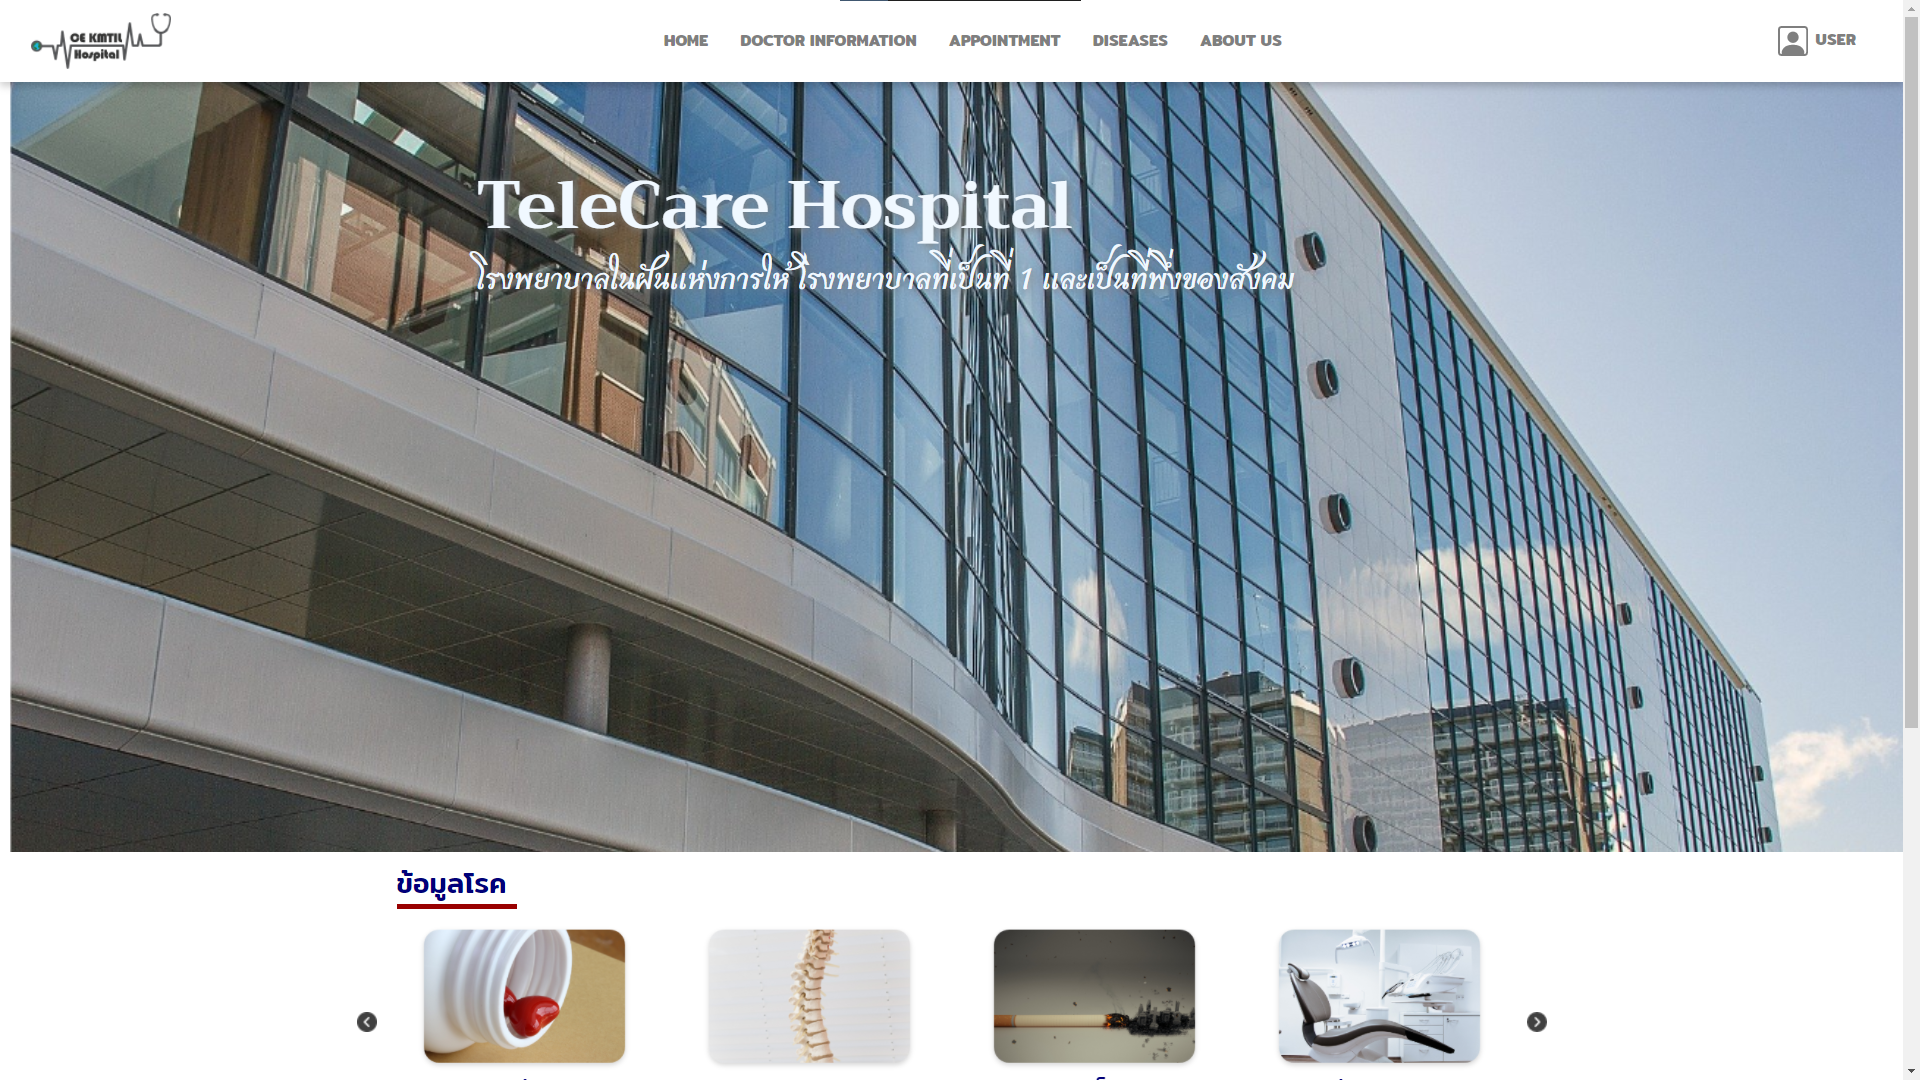 CE KMTIL
Hospital
HOME
DOCTOR INFORMATION
APPOINTMENT
DISEASES
ABOUT US
USER
TeleCare Hospital
โรงพยาบาลในฝันแห่งการให้ โรงพยาบาลที่เป็นที่ 1 และเป็นที่พึ่งของสังคม
ข้อมูลโรค